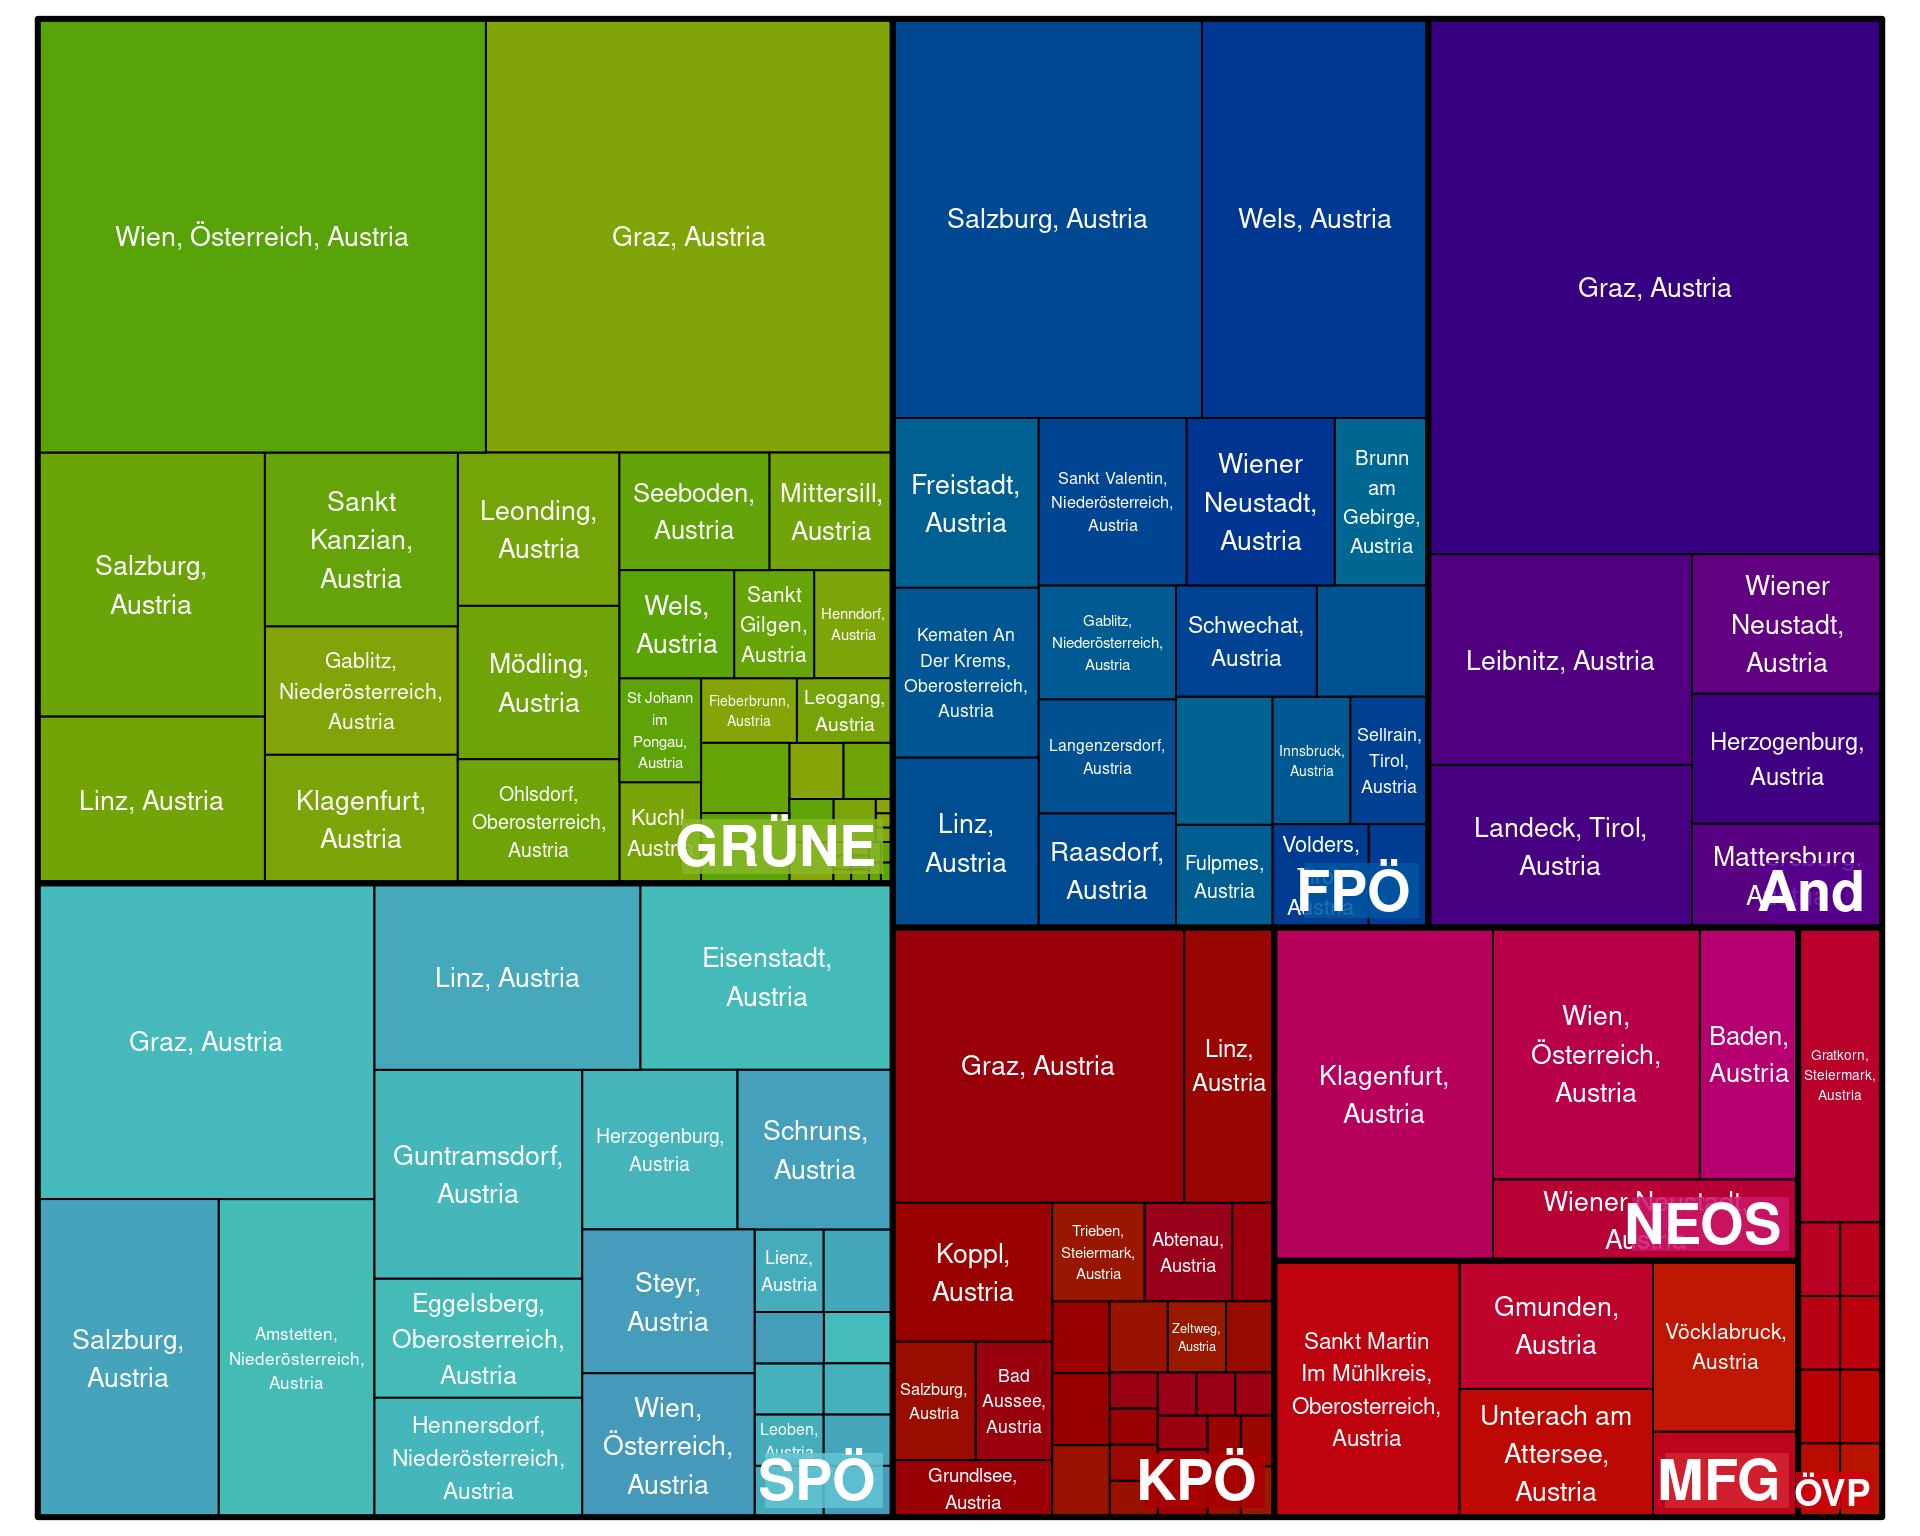 Wien, Österreich, Austria
Graz, Austria
Salzburg,
Austria
Sankt
Kanzian,
Austria
Leonding,
Austria
Seeboden,
Austria
Mittersill,
Austria
Wels,
Austria
Sankt
Gilgen,
Austria
Henndorf,
Austria
Gablitz,
Niederösterreich,
Austria
Mödling,
Austria
St Johann
im
Pongau,
Austria
Fieberbrunn,
Austria
Leogang,
Austria
Linz, Austria
Klagenfurt,
Austria
Ohlsdorf,
Oberosterreich,
Austria
Kuchl,
Austria
GRÜNE
Salzburg, Austria
Wels, Austria
Freistadt,
Austria
Sankt Valentin,
Niederösterreich,
Austria
Wiener
Neustadt,
Austria
Brunn
am
Gebirge,
Austria
Kematen An
Der Krems,
Oberosterreich,
Austria
Gablitz,
Niederösterreich,
Austria
Schwechat,
Austria
Langenzersdorf,
Austria
Innsbruck,
Austria
Sellrain,
Tirol,
Austria
Linz,
Austria
Raasdorf,
Austria
Fulpmes,
Austria
Volders,
Tirol,
Austria
FPÖ
Graz, Austria
Leibnitz, Austria
Wiener
Neustadt,
Austria
Herzogenburg,
Austria
Landeck, Tirol,
Austria
Mattersburg,
Austria
And
Graz, Austria
Linz, Austria
Eisenstadt,
Austria
Guntramsdorf,
Austria
Herzogenburg,
Austria
Schruns,
Austria
Salzburg,
Austria
Amstetten,
Niederösterreich,
Austria
Eggelsberg,
Oberosterreich,
Austria
Hennersdorf,
Niederösterreich,
Austria
Steyr,
Austria
Lienz,
Austria
Wien,
Österreich,
Austria
Leoben,
Austria
SPÖ
Graz, Austria
Linz,
Austria
Koppl,
Austria
Trieben,
Steiermark,
Austria
Abtenau,
Austria
Zeltweg,
Austria
Salzburg,
Austria
Bad
Aussee,
Austria
Grundlsee,
Austria
KPÖ
Klagenfurt,
Austria
Wien,
Österreich,
Austria
Baden,
Austria
Wiener Neustadt,
Austria
NEOS
Sankt Martin
Im Mühlkreis,
Oberosterreich,
Austria
Gmunden,
Austria
Vöcklabruck,
Austria
Unterach am
Attersee,
Austria
MFG
Gratkorn,
Steiermark,
Austria
ÖVP